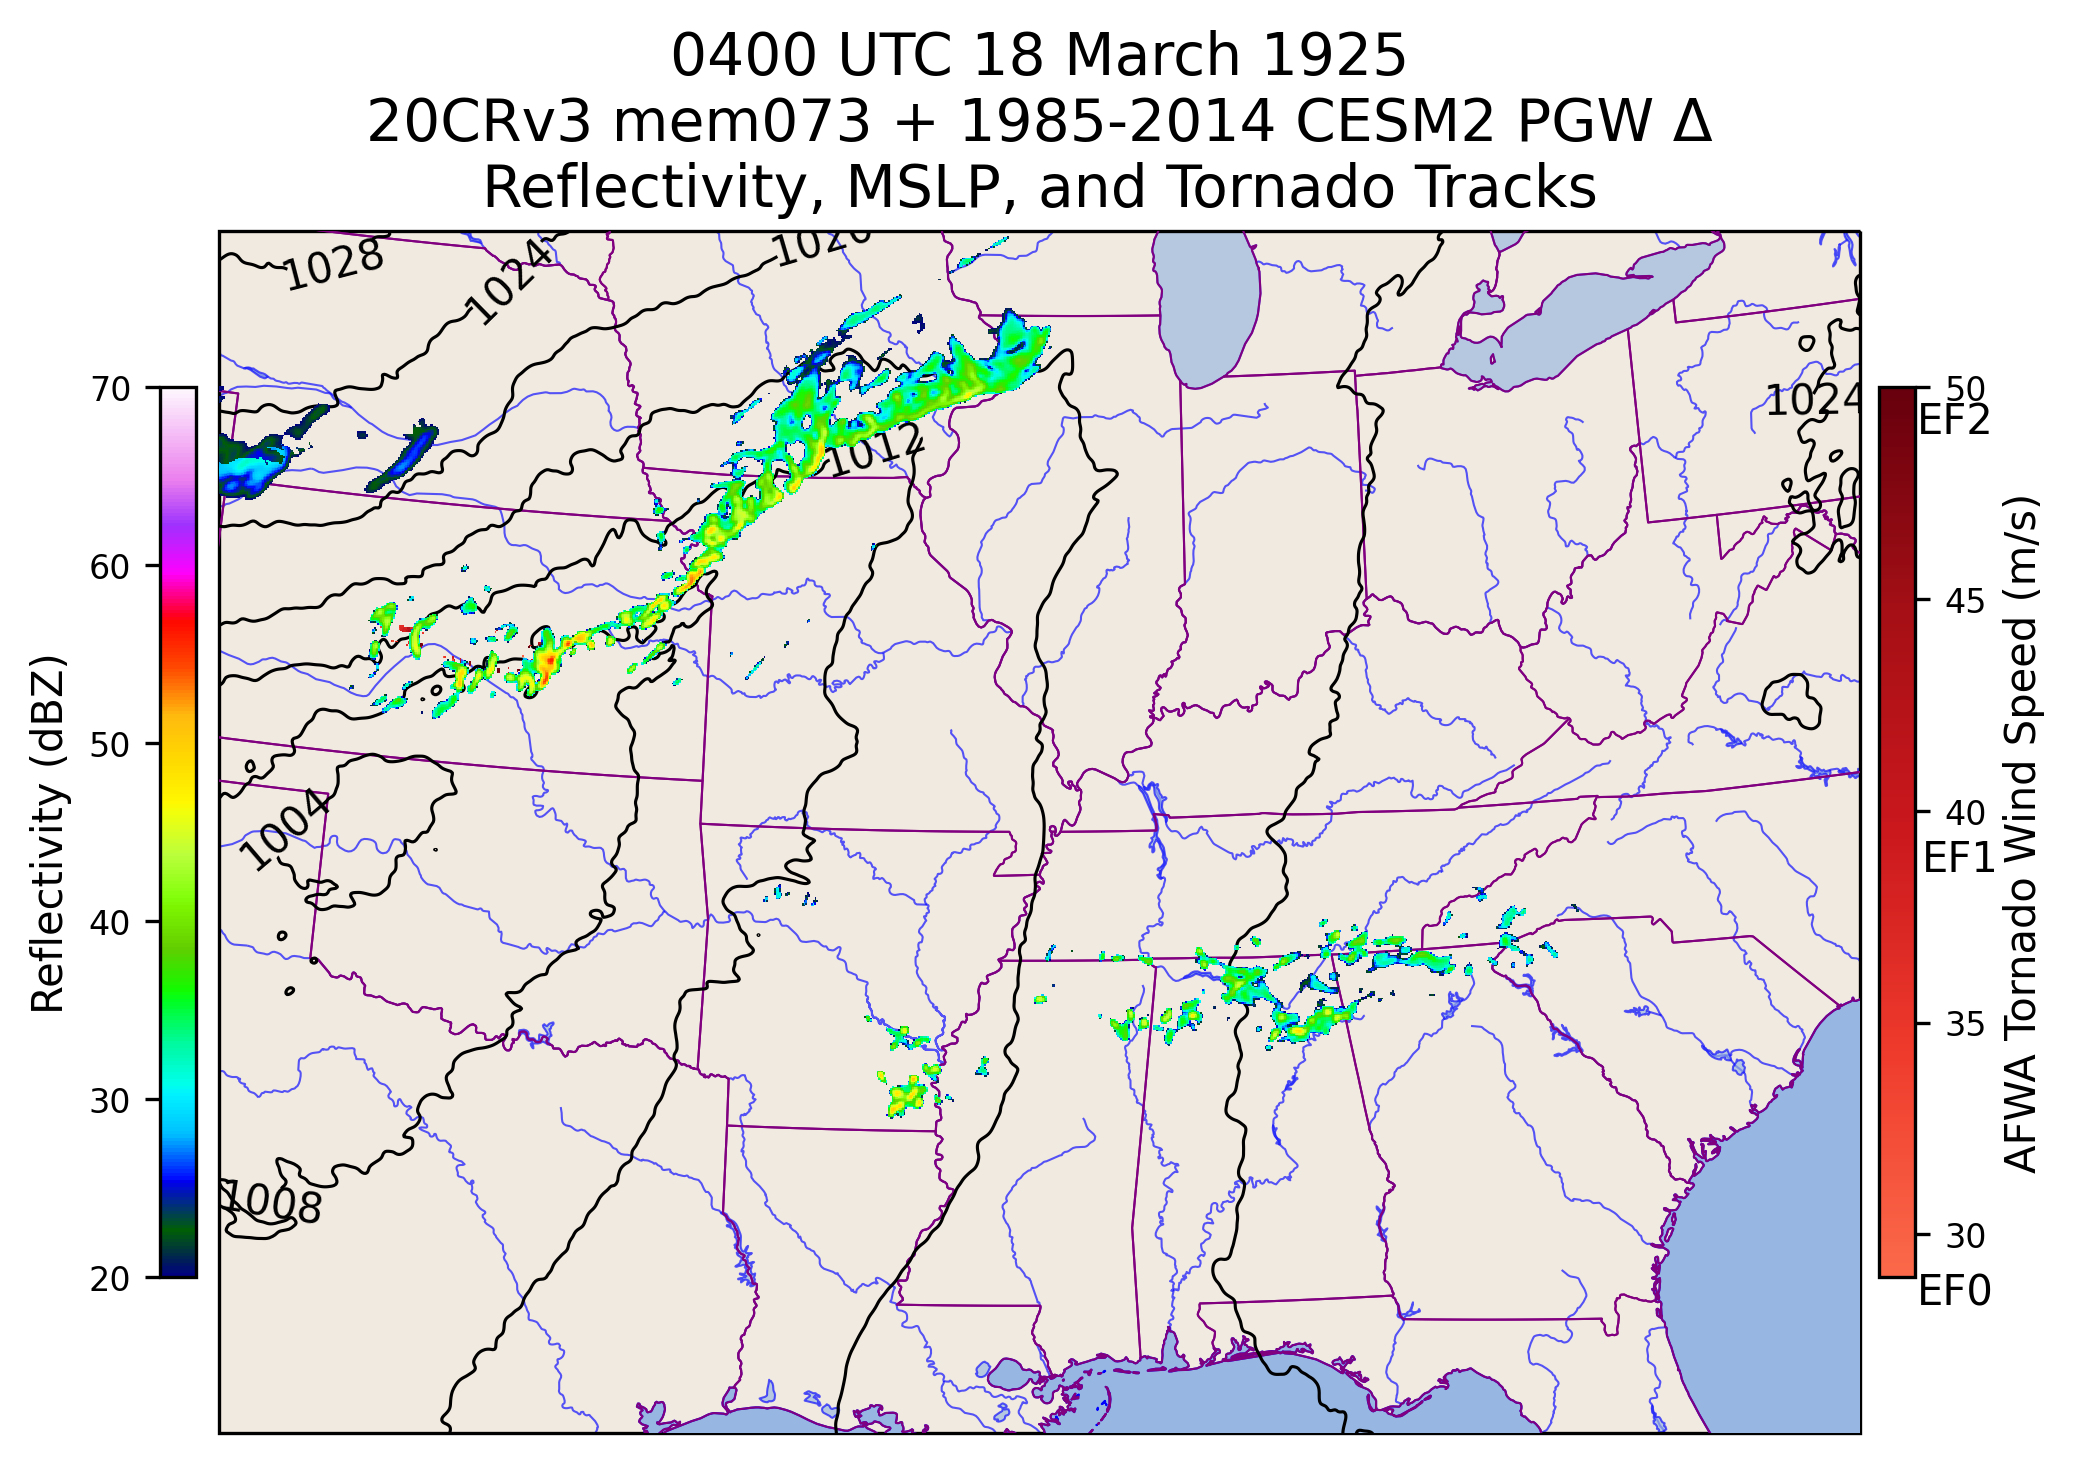 0400 UTC 18 March 1925
20CRv3 mem073 + 1985-2014 CESM2 PGW Δ
Reflectivity, MSLP, and Tornado Tracks
1028
1024
1020
1024
1012
1004
1008
70
60
50
40
30
20
Reflectivity (dBZ)
50
EF2
45
40
EF1
35
30
EF0
AFWA Tornado Wind Speed (m/s)